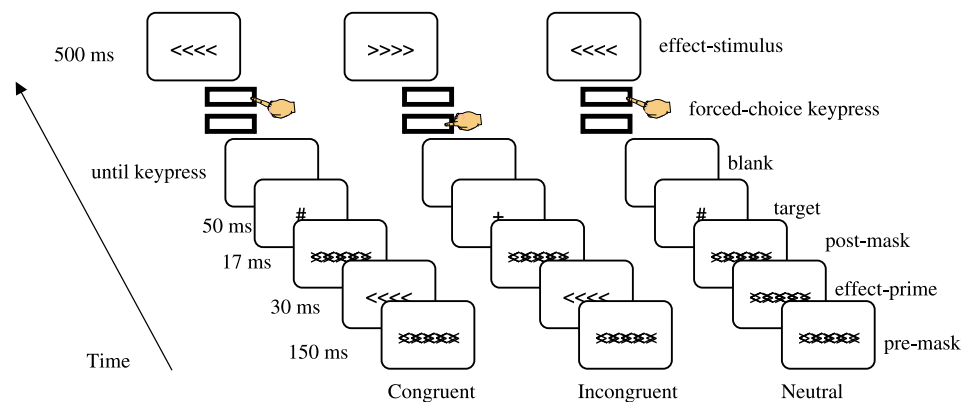 500 ms
<<<<
>>>>
<<<<
effect-stimulus
forced-choice keypress
until keypress
blank
50 ms
#
+
#
target
17 ms
post-mask
30 ms
<<<<
<<<<
effect-prime
150 ms
pre-mask
Time
Congruent
Incongruent
Neutral